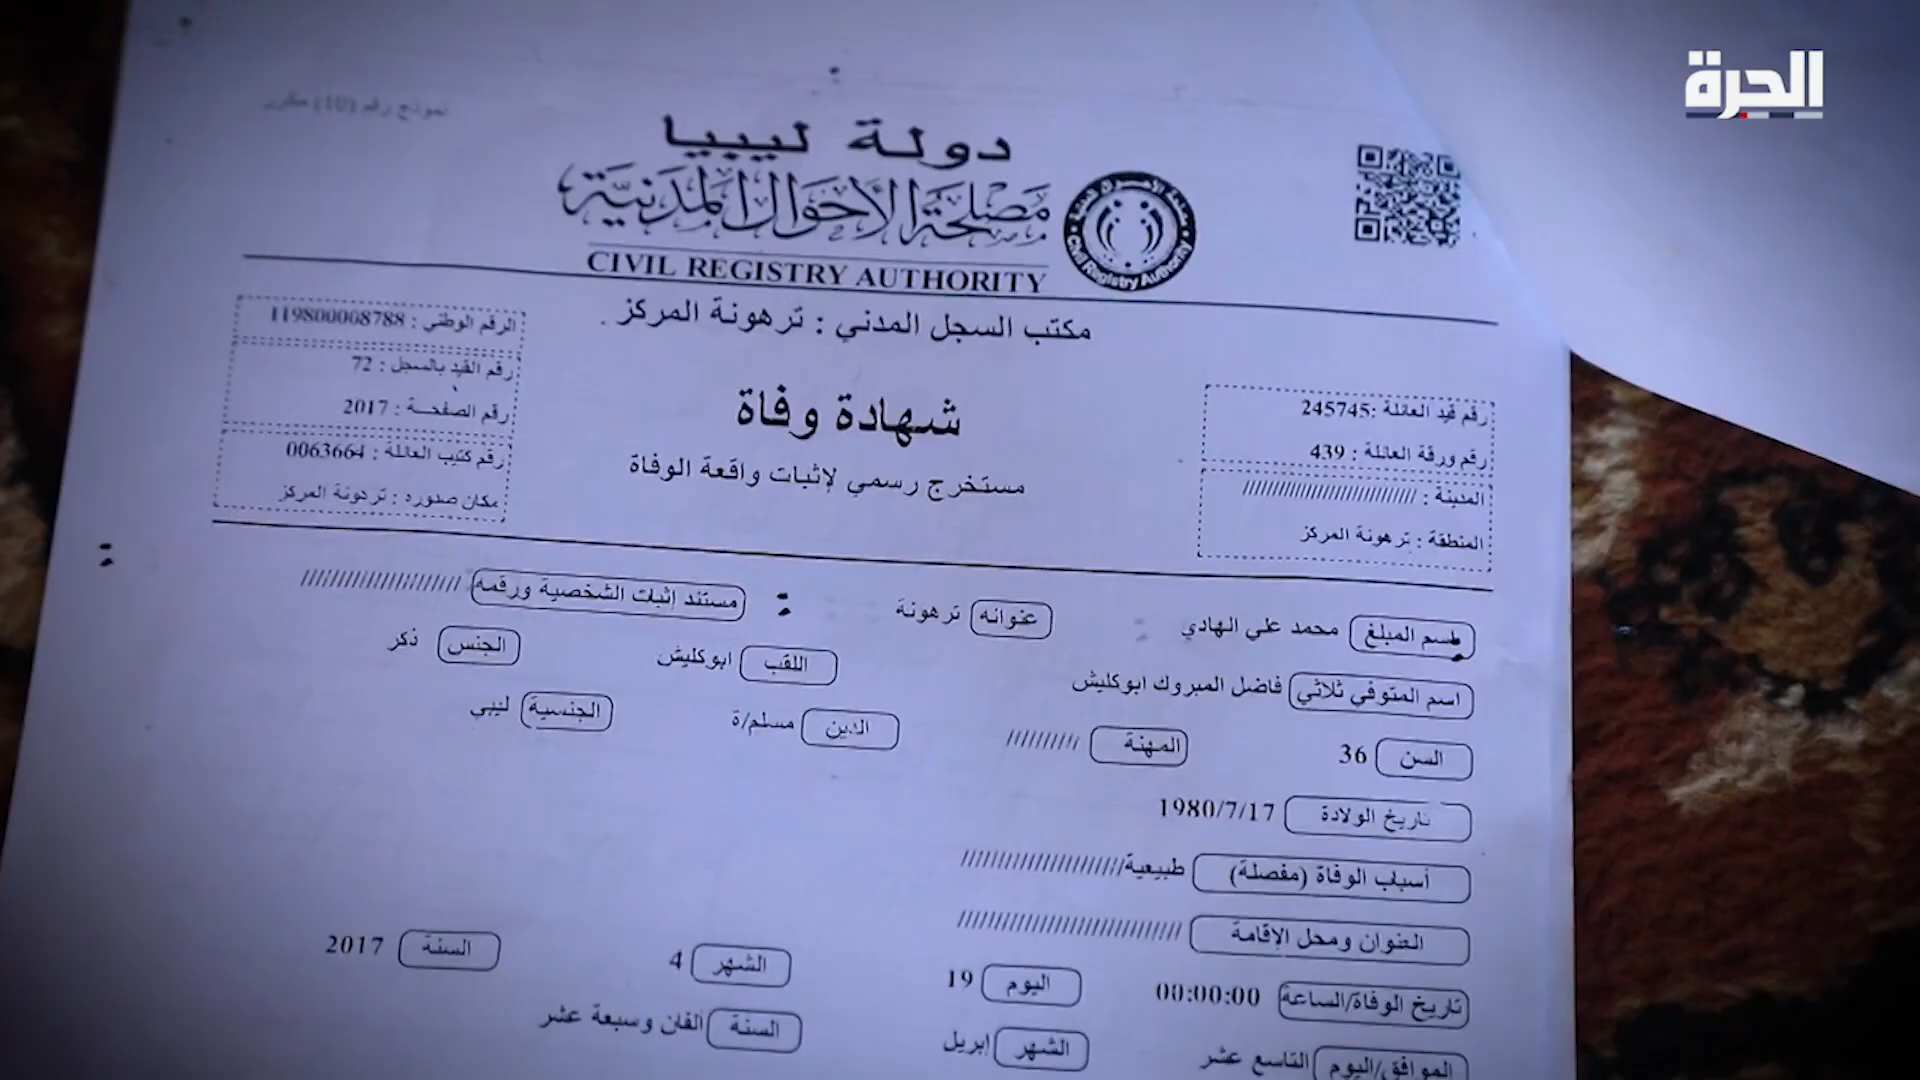 الحرة
نموذج رقم (10) مكرر
دولة ليبيا
مصلحة الأحوال المدنية
CIVIL REGISTRY AUTHORITY
Civil Registry Authority
مكتب السجل المدني : ترهونة المركز .
رقم قيد العائلة :245745
رقم ورقة العائلة : 439
المدينة : ////////////////////////////
المنطقة : ترهونة المركز
شهادة وفاة
مستخرج رسمي لإثبات واقعة الوفاة
الرقم الوطني : 119800008788
رقم القيد بالسجل : 72
رقم الصفحة : 2017
رقم كتيب العائلة : 0063664
مكان صدوره : ترهونة المركز
اسم المبلغ محمد علي الهادي : عنوانه ترهونة : مستند إثبات الشخصية ورقمه //////////////////////////
اسم المتوفي ثلاثي فاضل المبروك ابوكليش اللقب ابوكليش الجنس ذكر
السن 36 المهنة ////////// الدين مسلم/ة الجنسية ليبي
تاريخ الولادة 1980/7/17
أسباب الوفاة (مفصلة) طبيعية//////////////////////////
العنوان ومحل الإقامة ////////////////////////////////
تاريخ الوفاة/الساعة 00:00:00 اليوم 19 الشهر 4 السنة 2017
الموافق/اليوم التاسع عشر الشهر إبريل السنة الفان وسبعة عشر